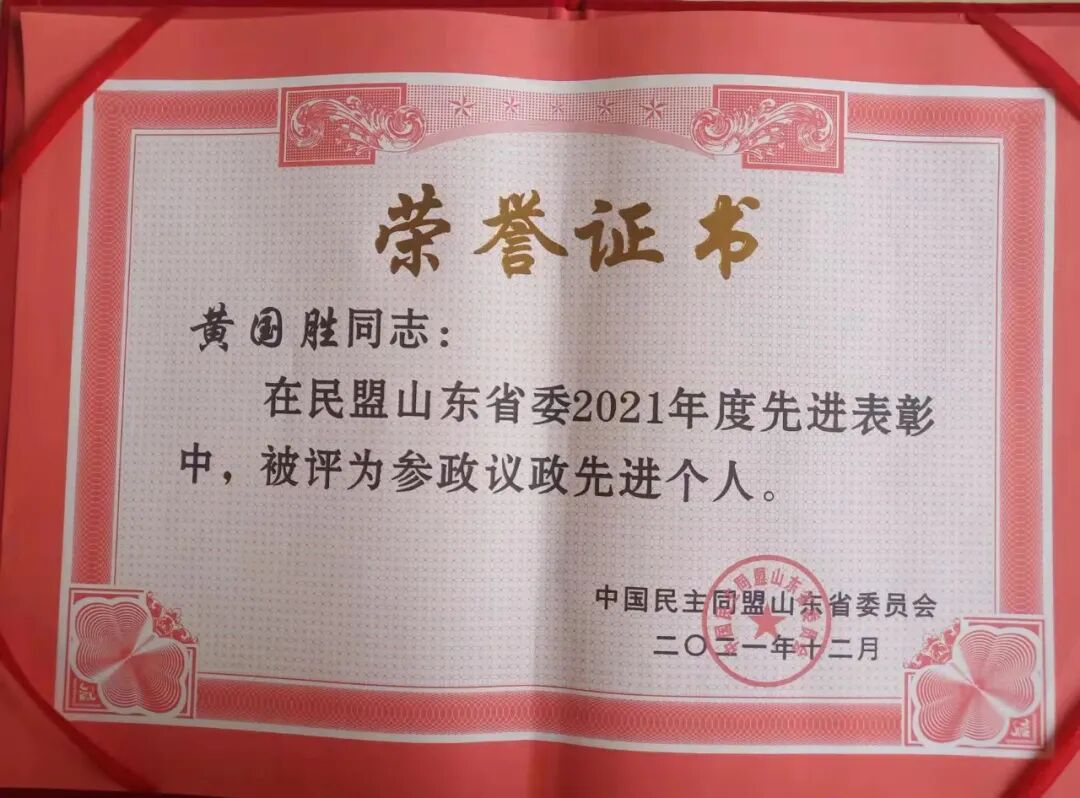 荣誉证书
黄国胜同志：
在民盟山东省委2021年度先进表彰
中，被评为参政议政先进个人。
中国民主同盟山东省委员会
二〇二一年十二月